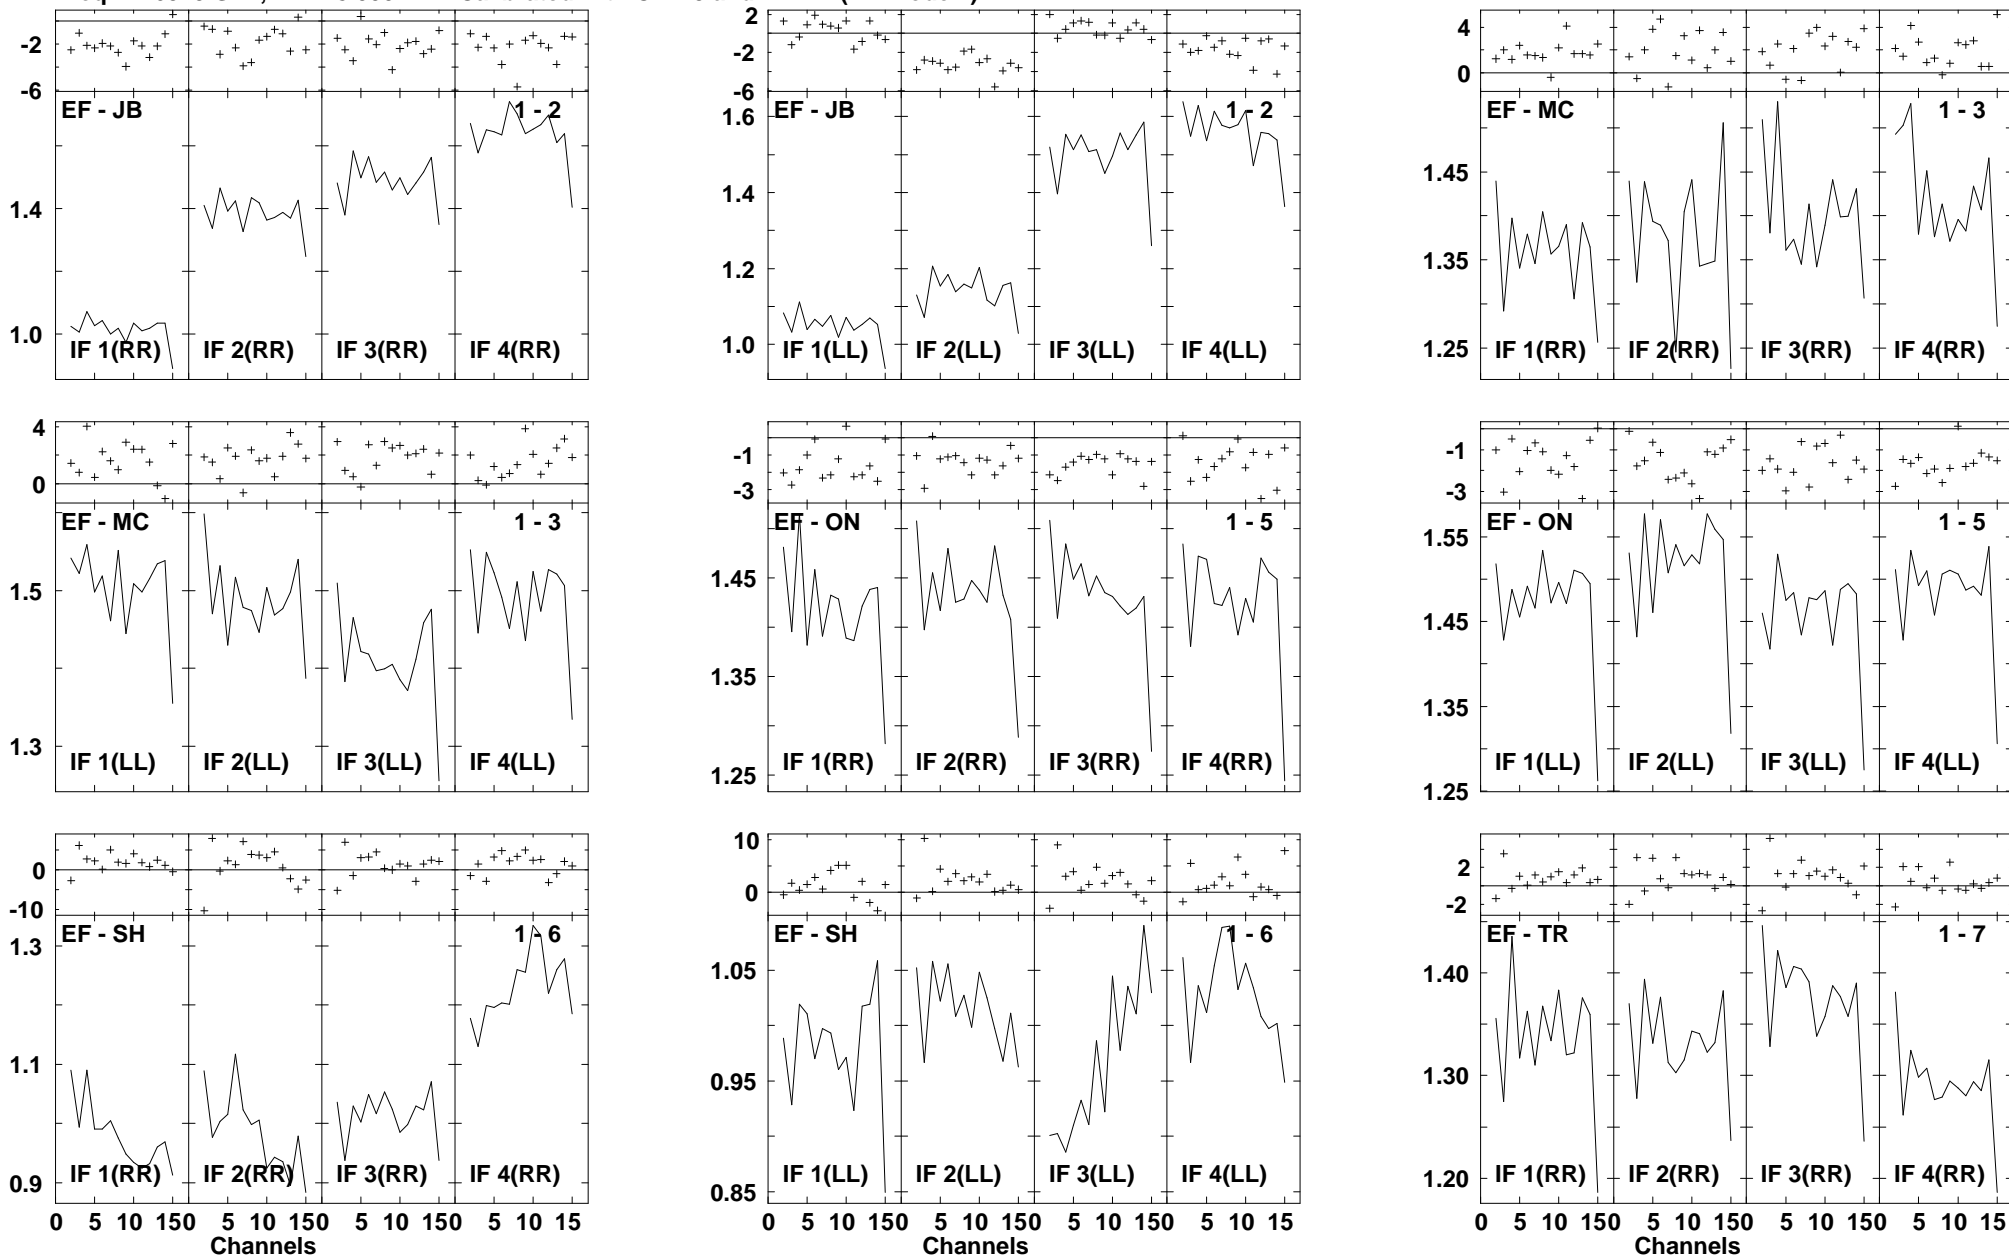 -2
-6
EF - JB
1 - 2
1.4
1.0
IF 1(RR)
IF 2(RR)
IF 3(RR)
IF 4(RR)
2
-2
-6
EF - JB
1 - 2
1.6
1.4
1.2
1.0
IF 1(LL)
IF 2(LL)
IF 3(LL)
IF 4(LL)
4
0
EF - MC
1 - 3
1.45
1.35
1.25
IF 1(RR)
IF 2(RR)
IF 3(RR)
IF 4(RR)
4
0
EF - MC
1 - 3
1.5
1.3
IF 1(LL)
IF 2(LL)
IF 3(LL)
IF 4(LL)
-1
-3
EF - ON
1 - 5
1.45
1.35
1.25
IF 1(RR)
IF 2(RR)
IF 3(RR)
IF 4(RR)
-1
-3
EF - ON
1 - 5
1.55
1.45
1.35
1.25
IF 1(LL)
IF 2(LL)
IF 3(LL)
IF 4(LL)
0
-10
EF - SH
1 - 6
1.3
1.1
0.9
IF 1(RR)
IF 2(RR)
IF 3(RR)
IF 4(RR)
0 5 10 150 5 10 150 5 10 150 5 10 15
Channels
10
0
EF - SH
1 - 6
1.05
0.95
0.85
IF 1(LL)
IF 2(LL)
IF 3(LL)
IF 4(LL)
0 5 10 150 5 10 150 5 10 150 5 10 15
Channels
2
-2
EF - TR
1 - 7
1.40
1.30
1.20
IF 1(RR)
IF 2(RR)
IF 3(RR)
IF 4(RR)
0 5 10 150 5 10 150 5 10 150 5 10 15
Channels